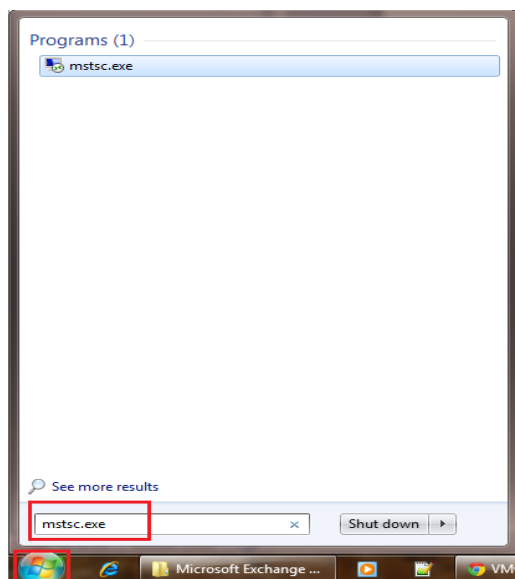 Programs (1)
mstsc.exe
See more results
mstsc.exe
Shut down
Microsoft Exchange ...
VM